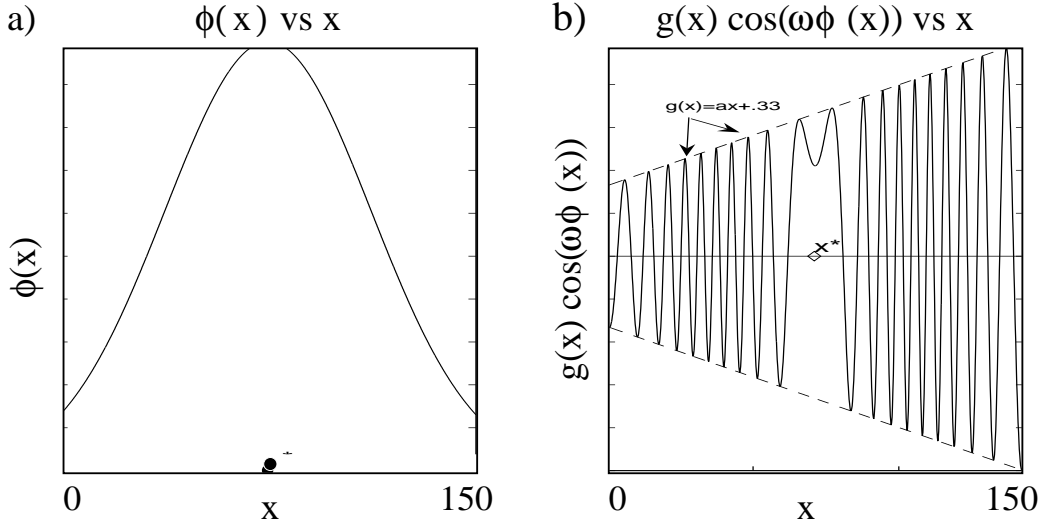 a)
ϕ(x) vs x
ϕ(x)
0
x
150
b)
g(x) cos(ωϕ (x)) vs x
g(x) cos(ωϕ (x))
g(x)=ax+.33
x*
0
x
150